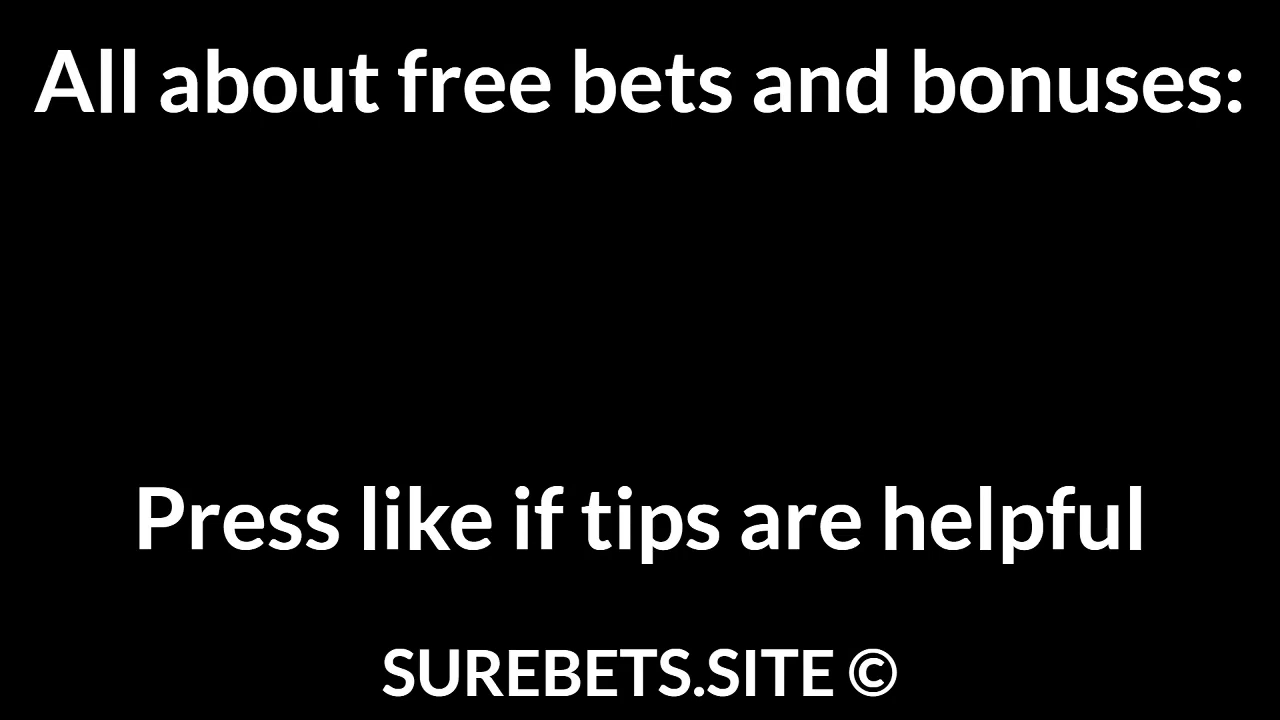 All about free bets and bonuses:
Press like if tips are helpful
SUREBETS.SITE ©